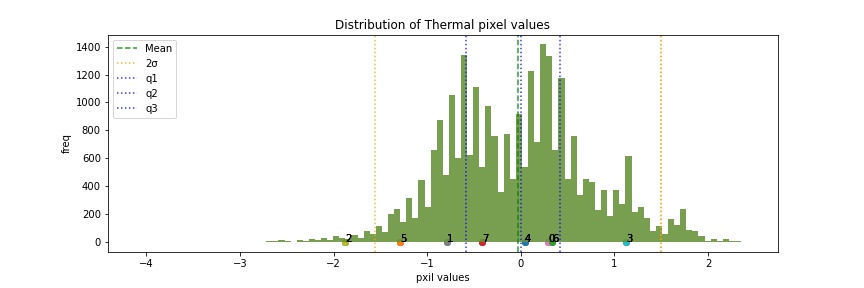 Distribution of Thermal pixel values
Mean
2σ
q1
q2
q3
freq
1400
1200
1000
800
600
400
200
0
2 5 1 7 4 0 6 3
−4 −3 −2 −1 0 1 2
pxil values